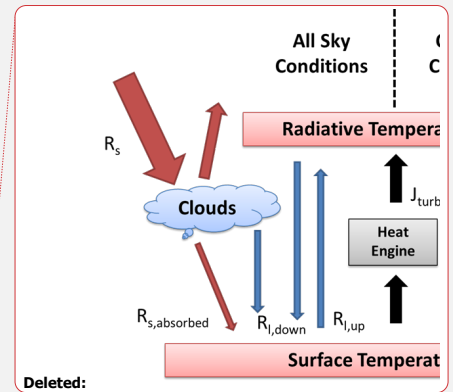 All Sky
Conditions
R_s
Radiative Tempera
Clouds
J_turb
Heat
Engine
R_s,absorbed
R_l,down
R_l,up
Surface Temperat
Deleted: